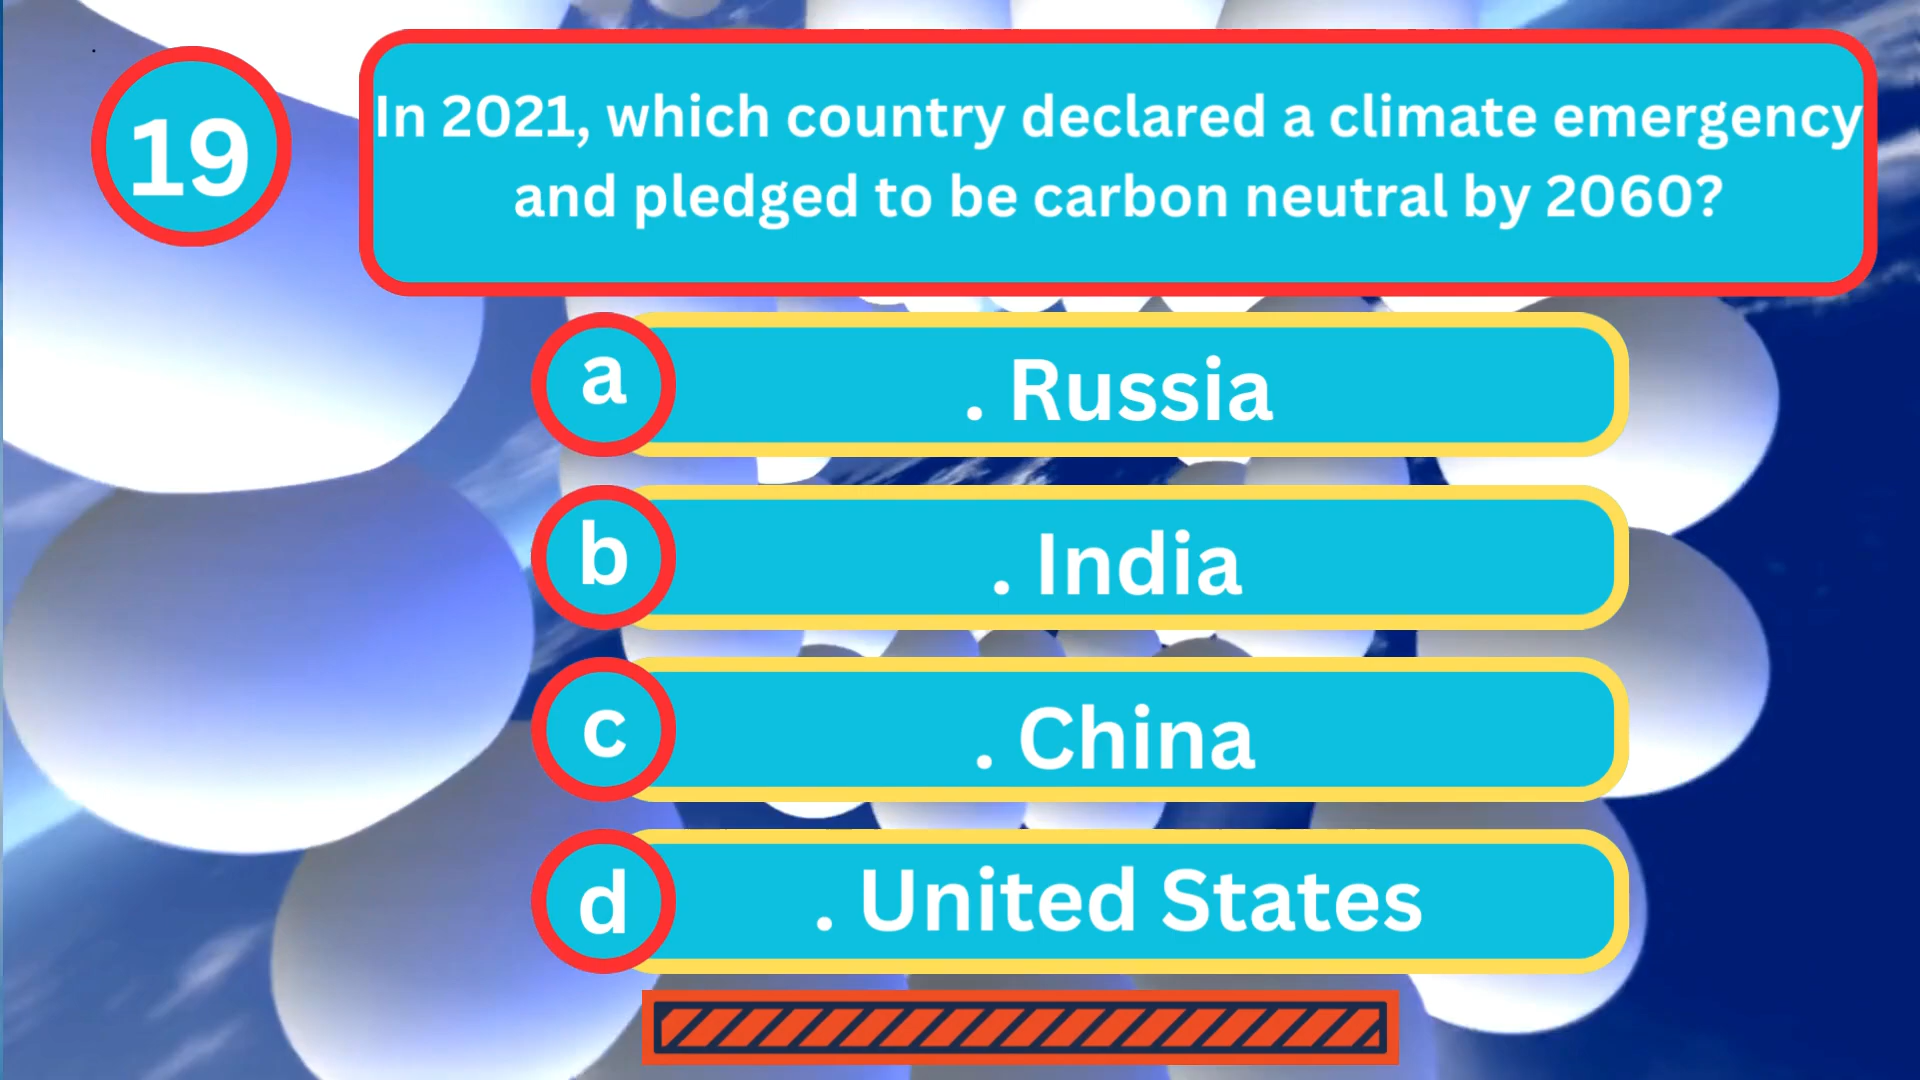 19
In 2021, which country declared a climate emergency
and pledged to be carbon neutral by 2060?
a . Russia
b . India
c . China
d . United States